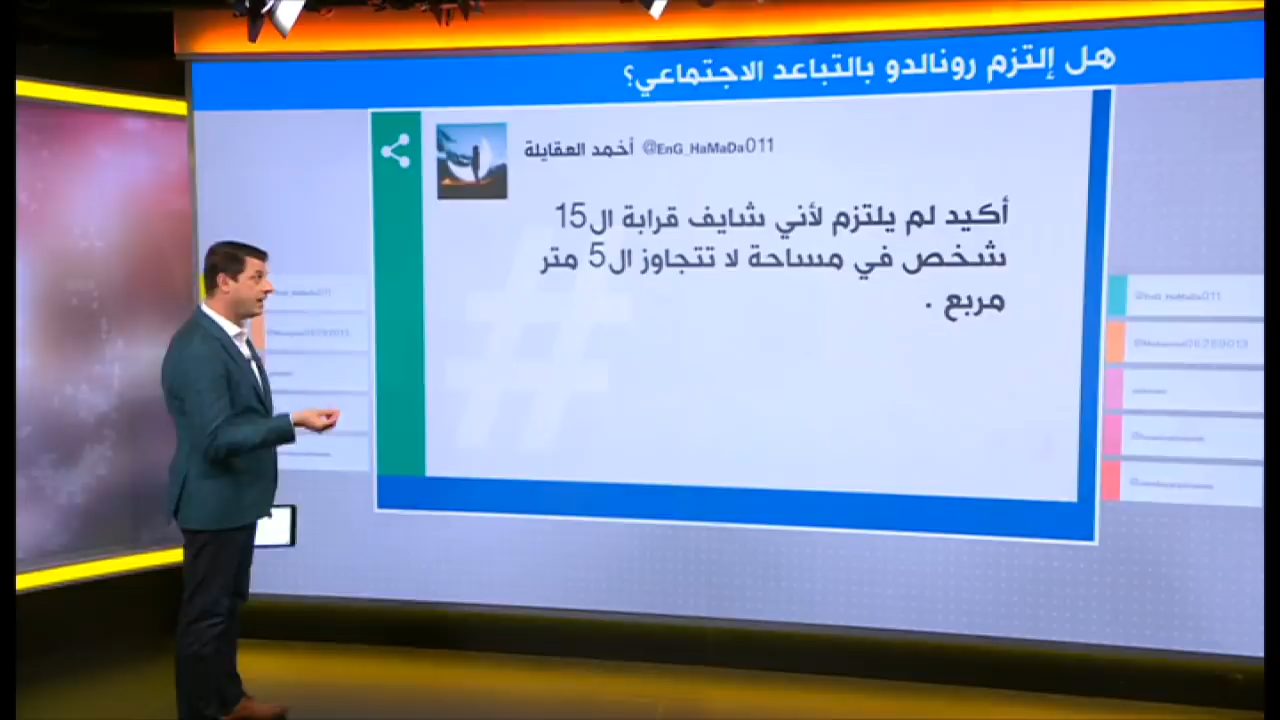 هل إلتزم رونالدو بالتباعد الاجتماعي؟
أخمد العقايلة @EnG_HaMaDa011
أكيد لم يلتزم لأني شايف قرابة ال15
شخص في مساحة لا تتجاوز ال5 متر
مربع .
@EnG_HaMaDa011